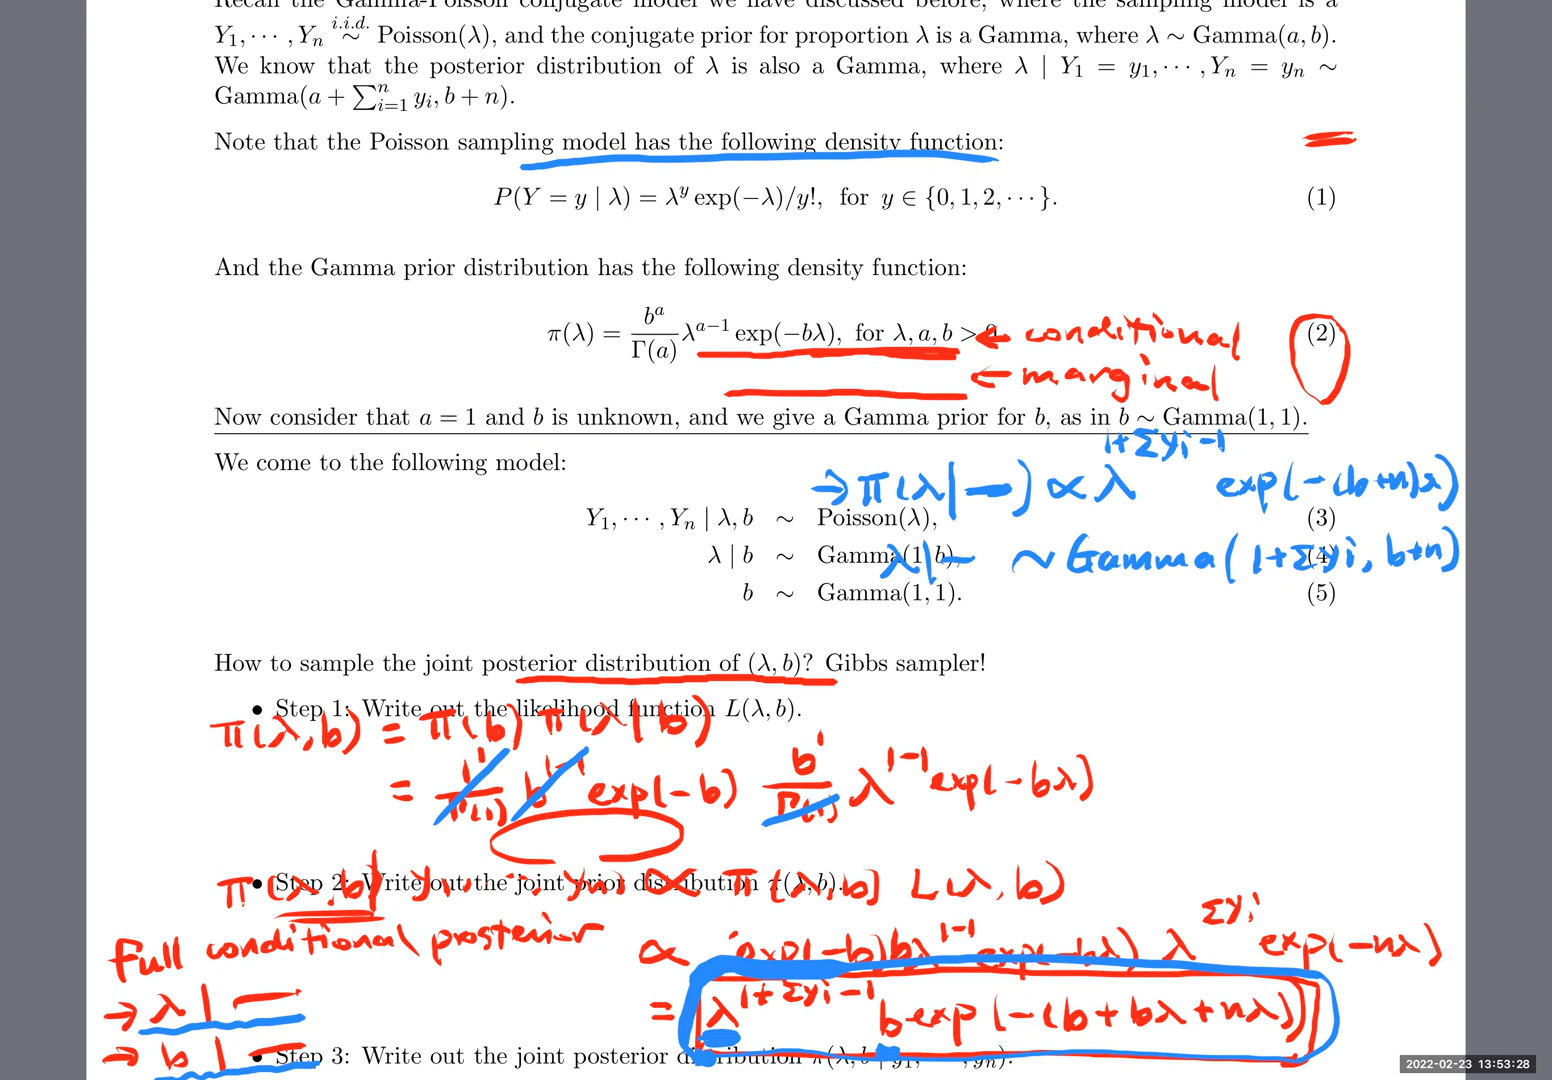 Recall the Gamma-Poisson conjugate model we have discussed before, where the sampling model is a
Y₁, ⋯ , Yₙ i.i.d. ∼ Poisson(λ), and the conjugate prior for proportion λ is a Gamma, where λ ∼ Gamma(a, b).
We know that the posterior distribution of λ is also a Gamma, where λ | Y₁ = y₁, ⋯ , Yₙ = yₙ ∼
Gamma(a + ∑ⁿᵢ₌₁ yᵢ, b + n).
Note that the Poisson sampling model has the following density function:
P(Y = y | λ) = λ^y exp(−λ)/y!, for y ∈ {0, 1, 2, ⋯ }. (1)
And the Gamma prior distribution has the following density function:
π(λ) = b^a / Γ(a) λ^{a−1} exp(−bλ), for λ, a, b > (2)
← conditional
← marginal
Now consider that a = 1 and b is unknown, and we give a Gamma prior for b, as in b ∼ Gamma(1, 1).
We come to the following model:
→ π(λ|—) ∝ λ^{1+Σyi−1} exp(−(b+n)λ)
Y₁, ⋯ , Yₙ | λ, b ∼ Poisson(λ), (3)
λ | b ∼ Gamma(1, b), (4)
λ|— ∼ Gamma(1+Σyi, b+n)
b ∼ Gamma(1, 1). (5)
How to sample the joint posterior distribution of (λ, b)? Gibbs sampler!
• Step 1: Write out the likelihood function L(λ, b).
π(λ,b) = π(b) π(λ|b)
= 1^1/Γ(1) b^{1−1} exp(−b) b^1/Γ(1) λ^{1−1} exp(−bλ)
• Step 2: Write out the joint prior distribution π(λ, b).
π(λ,b| y1, ⋯, yn) ∝ π(λ,b) L(λ,b)
Full conditional posterior
∝ exp(−b) b λ^{1−1} exp(−bλ) λ^{Σyi} exp(−nλ)
→ λ | —
= λ^{1+Σyi−1} b exp(−(b+bλ+nλ))
→ b | —
• Step 3: Write out the joint posterior distribution π(λ, b | y₁, ⋯ , yₙ).
2022-02-23 13:53:28